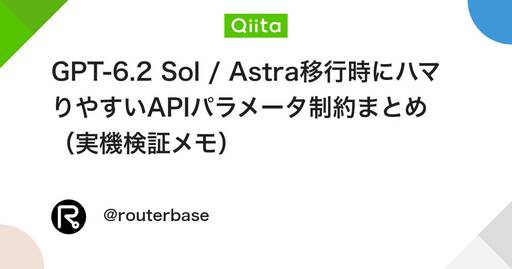 Qiita
GPT-6.2 Sol / Astra移行時にハマ
りやすいAPIパラメータ制約まとめ
（実機検証メモ）
@routerbase